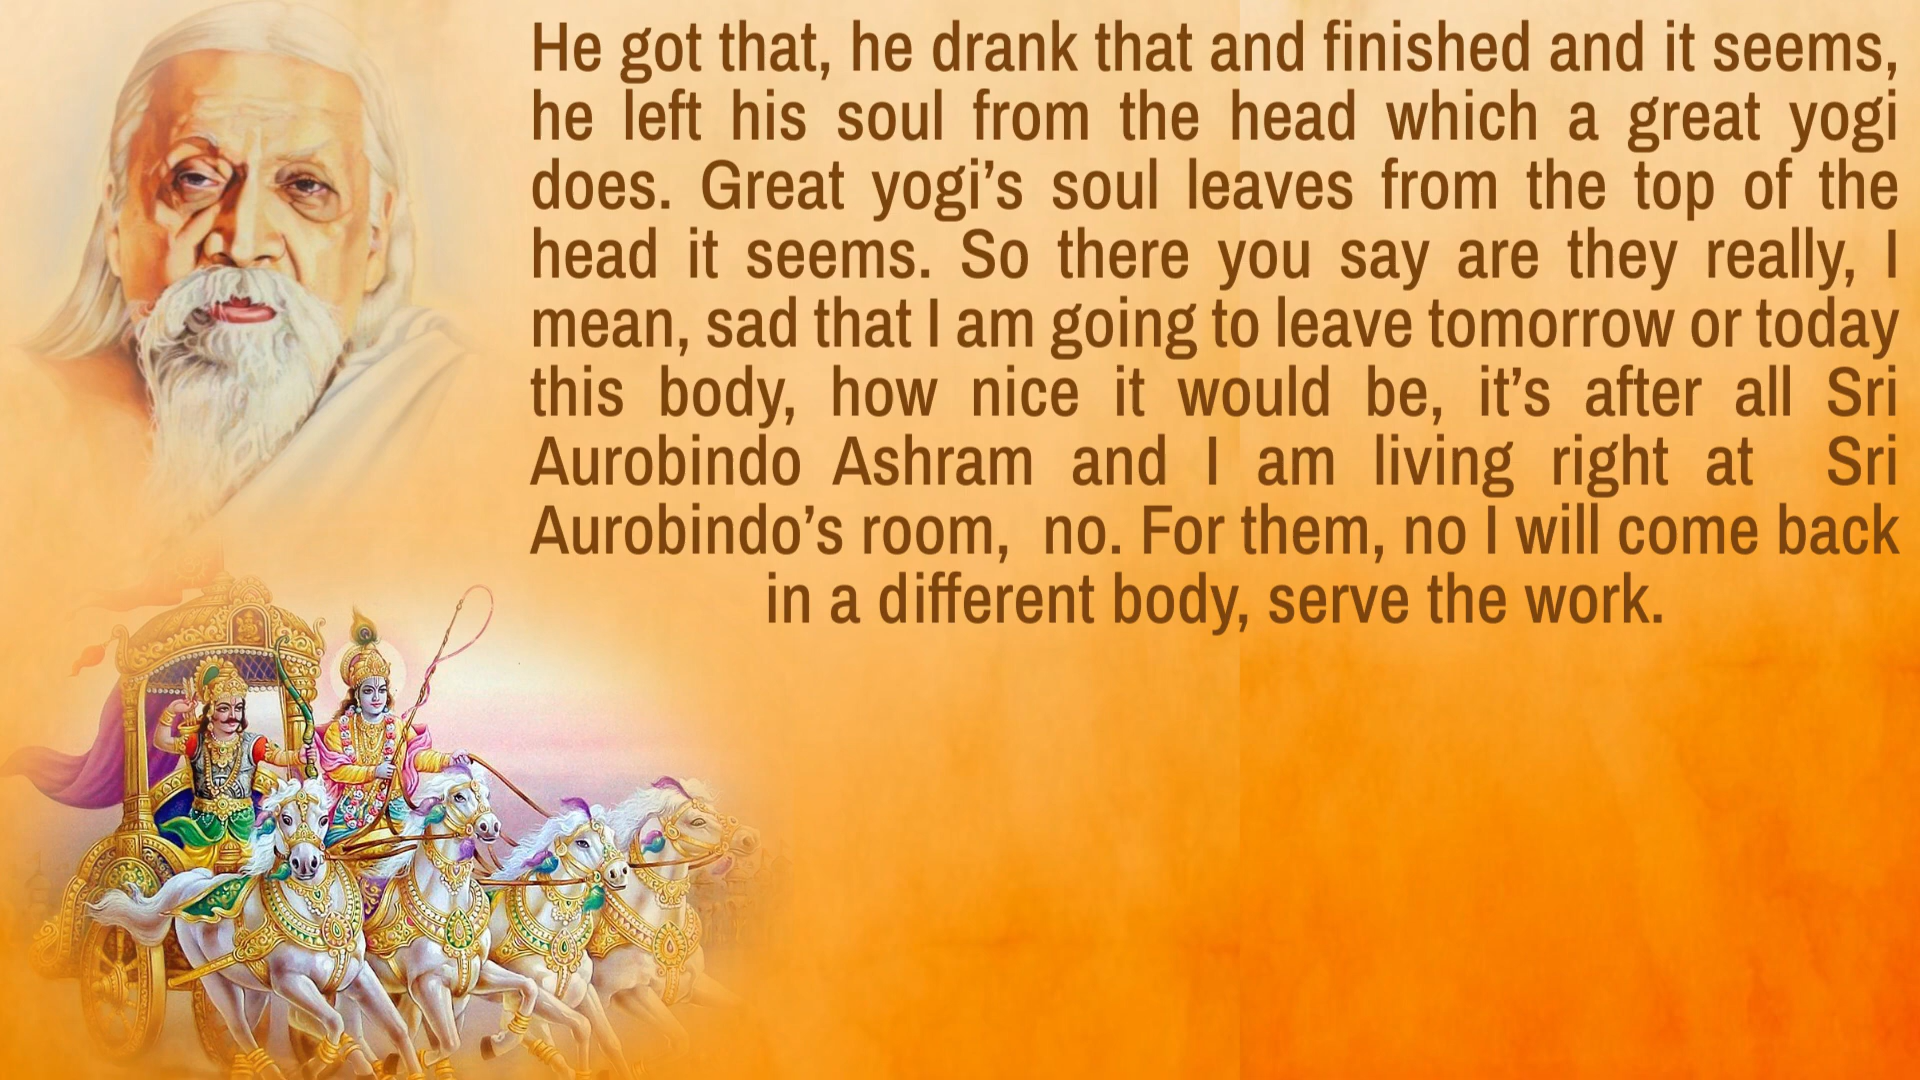 He got that, he drank that and finished and it seems,
he left his soul from the head which a great yogi
does. Great yogi’s soul leaves from the top of the
head it seems. So there you say are they really, I
mean, sad that I am going to leave tomorrow or today
this body, how nice it would be, it’s after all Sri
Aurobindo Ashram and I am living right at  Sri
Aurobindo’s room,  no. For them, no I will come back
in a different body, serve the work.